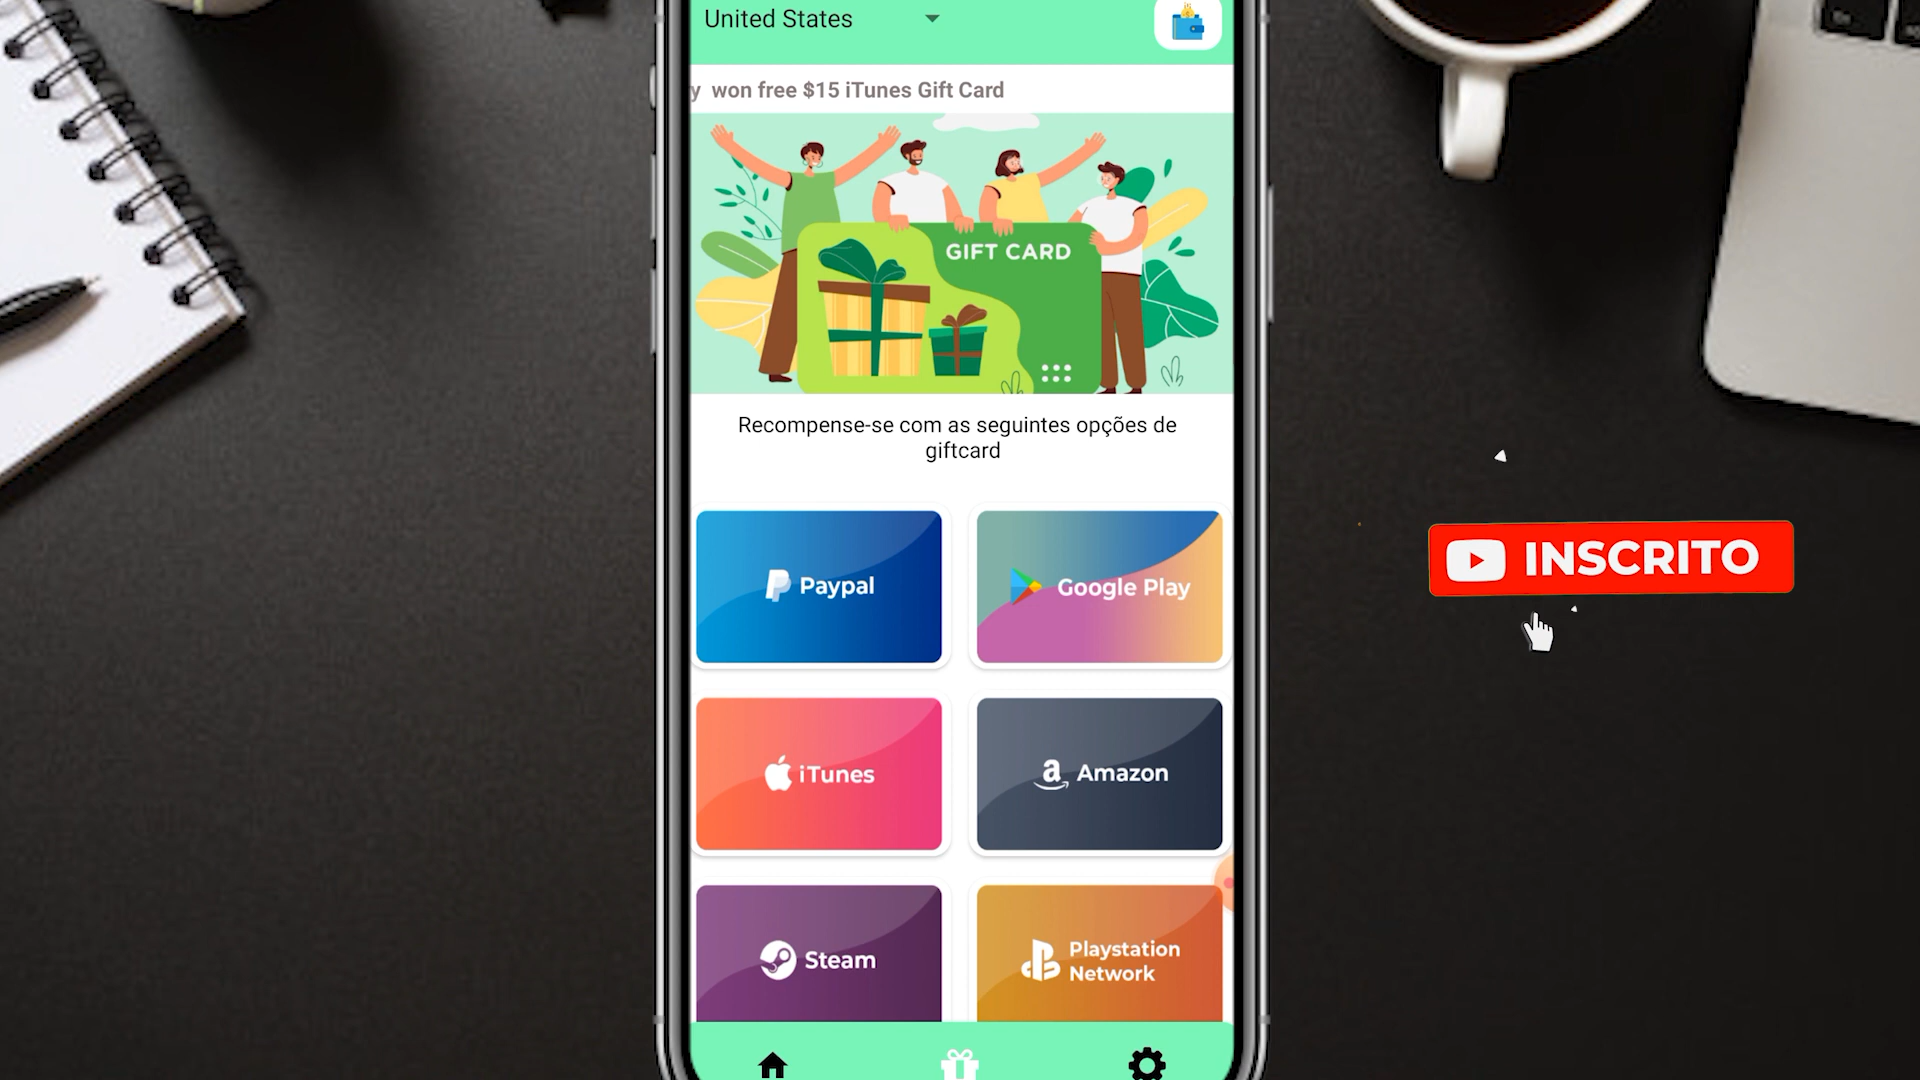 United States
y won free $15 iTunes Gift Card
GIFT CARD
Recompense-se com as seguintes opções de
giftcard
Paypal
Google Play
iTunes
a Amazon
Steam
Playstation
Network
INSCRITO